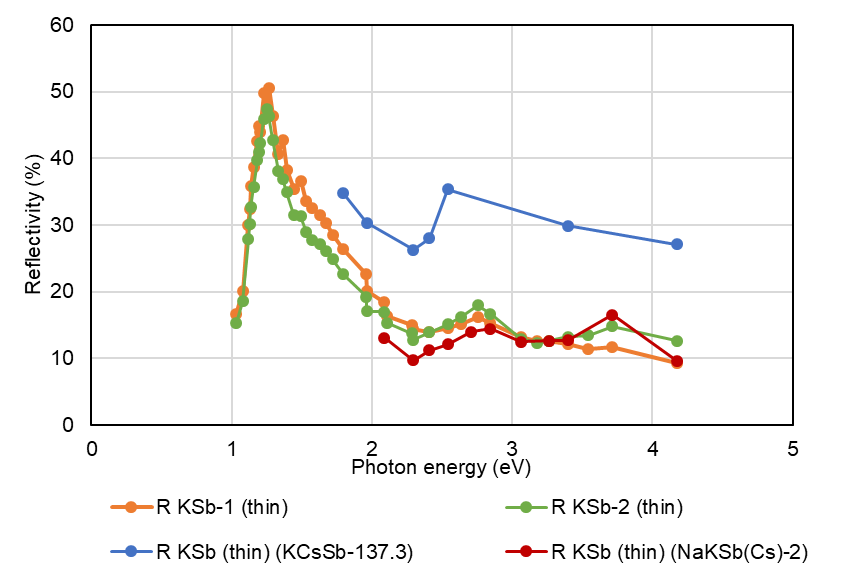 60
50
40
30
20
10
0
Reflectivity (%)
0 1 2 3 4 5
Photon energy (eV)
R KSb-1 (thin) R KSb-2 (thin)
R KSb (thin) (KCsSb-137.3) R KSb (thin) (NaKSb(Cs)-2)